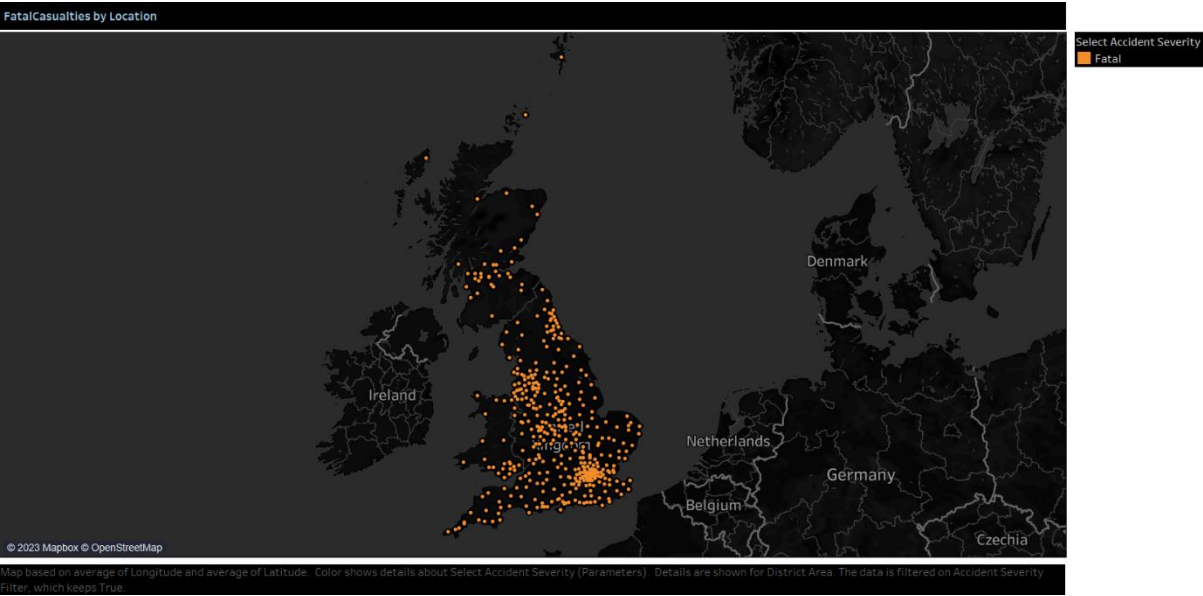 FatalCasualties by Location
Select Accident Severity
Fatal
Denmark
Ireland
Netherlands
Germany
Belgium
Czechia
© 2023 Mapbox © OpenStreetMap
Map based on average of Longitude and average of Latitude. Color shows details about Select Accident Severity (Parameters). Details are shown for District Area. The data is filtered on Accident Severity
Filter, which keeps True.